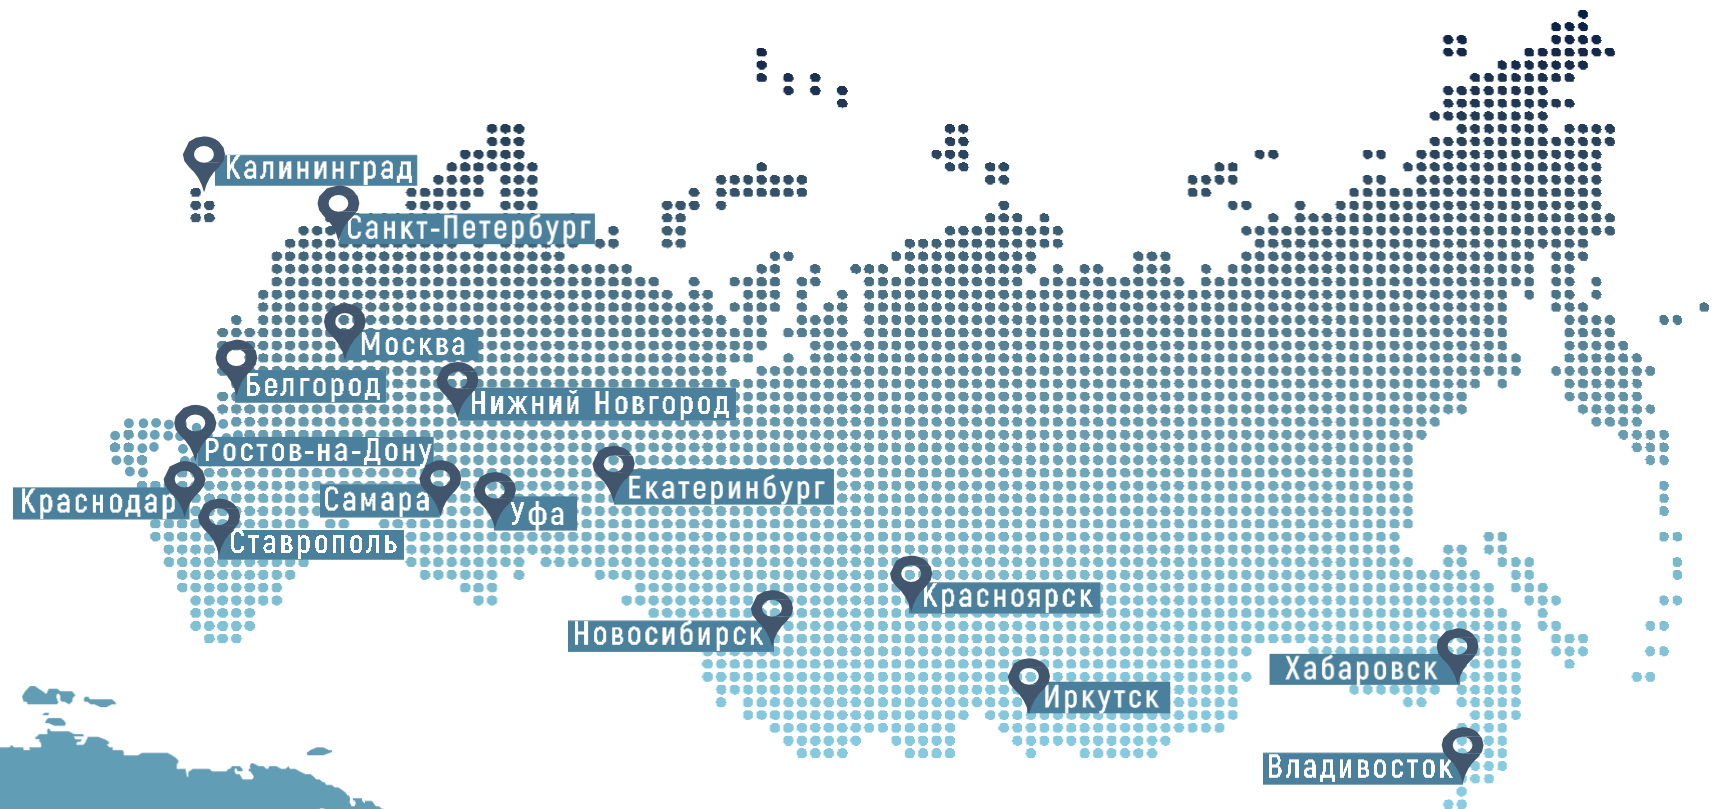 Калининград
Санкт-Петербург
Москва
Белгород
Нижний Новгород
Ростов-на-Дону
Екатеринбург
Краснодар
Самара
Уфа
Ставрополь
Красноярск
Новосибирск
Хабаровск
Иркутск
Владивосток